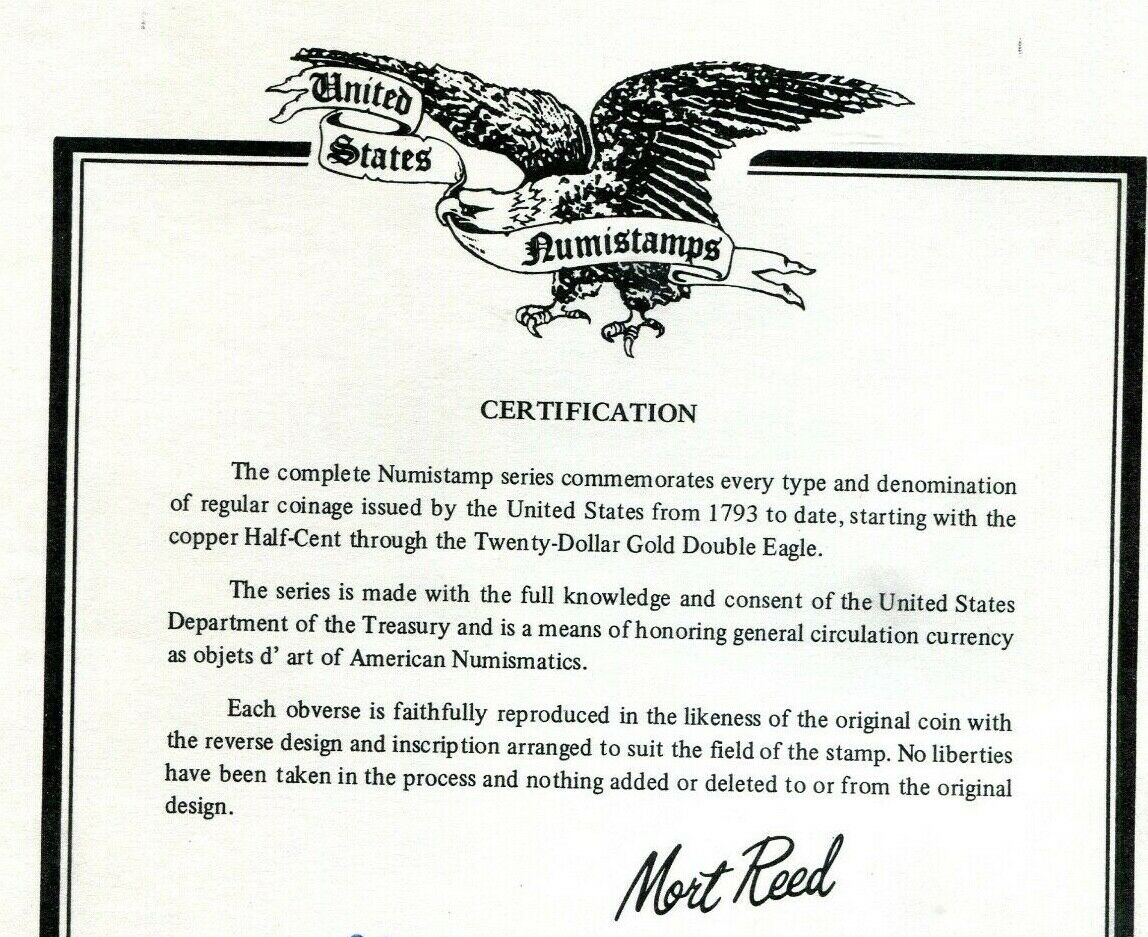 United
States
Numistamps
CERTIFICATION
The complete Numistamp series commemorates every type and denomination
of regular coinage issued by the United States from 1793 to date, starting with the
copper Half-Cent through the Twenty-Dollar Gold Double Eagle.
The series is made with the full knowledge and consent of the United States
Department of the Treasury and is a means of honoring general circulation currency
as objets d' art of American Numismatics.
Each obverse is faithfully reproduced in the likeness of the original coin with
the reverse design and inscription arranged to suit the field of the stamp. No liberties
have been taken in the process and nothing added or deleted to or from the original
design.
Mort Reed